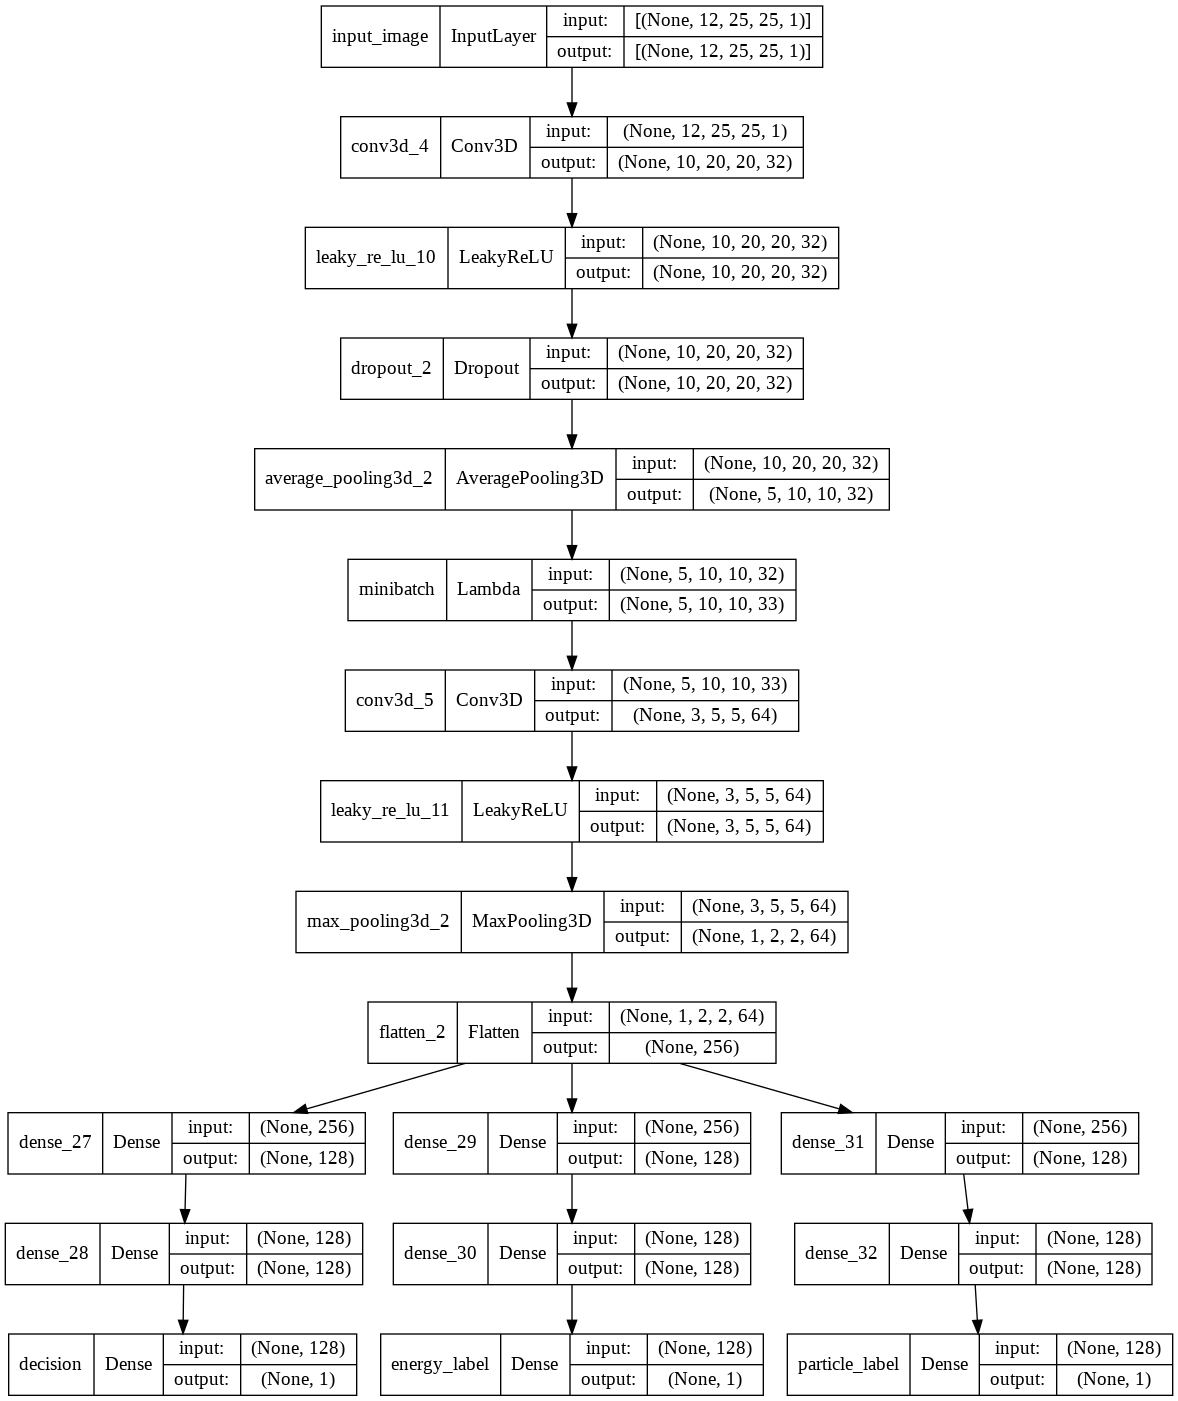 input_image InputLayer input: [(None, 12, 25, 25, 1)]
output: [(None, 12, 25, 25, 1)]
conv3d_4 Conv3D input: (None, 12, 25, 25, 1)
output: (None, 10, 20, 20, 32)
leaky_re_lu_10 LeakyReLU input: (None, 10, 20, 20, 32)
output: (None, 10, 20, 20, 32)
dropout_2 Dropout input: (None, 10, 20, 20, 32)
output: (None, 10, 20, 20, 32)
average_pooling3d_2 AveragePooling3D input: (None, 10, 20, 20, 32)
output: (None, 5, 10, 10, 32)
minibatch Lambda input: (None, 5, 10, 10, 32)
output: (None, 5, 10, 10, 33)
conv3d_5 Conv3D input: (None, 5, 10, 10, 33)
output: (None, 3, 5, 5, 64)
leaky_re_lu_11 LeakyReLU input: (None, 3, 5, 5, 64)
output: (None, 3, 5, 5, 64)
max_pooling3d_2 MaxPooling3D input: (None, 3, 5, 5, 64)
output: (None, 1, 2, 2, 64)
flatten_2 Flatten input: (None, 1, 2, 2, 64)
output: (None, 256)
dense_27 Dense input: (None, 256)
output: (None, 128)
dense_29 Dense input: (None, 256)
output: (None, 128)
dense_31 Dense input: (None, 256)
output: (None, 128)
dense_28 Dense input: (None, 128)
output: (None, 128)
dense_30 Dense input: (None, 128)
output: (None, 128)
dense_32 Dense input: (None, 128)
output: (None, 128)
decision Dense input: (None, 128)
output: (None, 1)
energy_label Dense input: (None, 128)
output: (None, 1)
particle_label Dense input: (None, 128)
output: (None, 1)